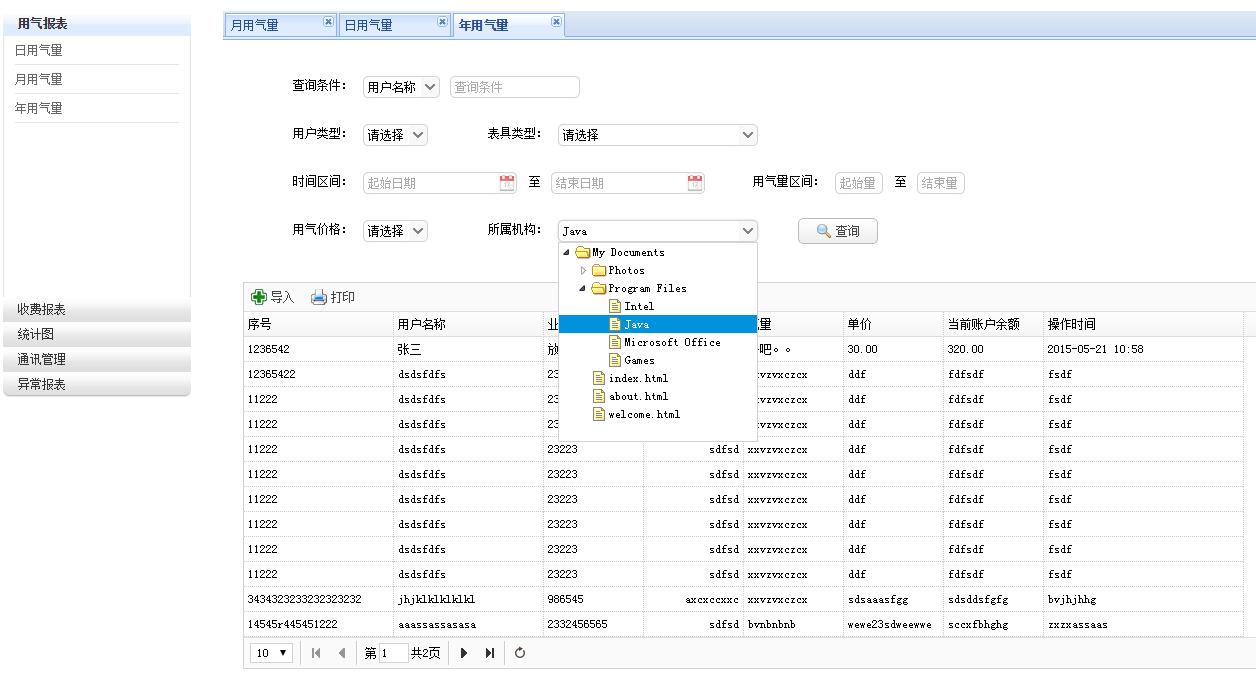 用气报表
日用气量
月用气量
年用气量
收费报表
统计图
通讯管理
异常报表
月用气量 日用气量 年用气量
查询条件： 用户名称 查询条件
用户类型： 请选择 表具类型： 请选择
时间区间： 起始日期 至 结束日期 用气量区间： 起始量 至 结束量
用气价格： 请选择 所属机构： Java 查询
My Documents
Photos
Program Files
Intel
Java
Microsoft Office
Games
index.html
about.html
welcome.html
导入 打印
序号 用户名称 业 量 单价 当前账户余额 操作时间
1236542 张三 放 吧。。 30.00 320.00 2015-05-21 10:58
12365422 dsdsfdfs 23 xvzvxczcx ddf fdfsdf fsdf
11222 dsdsfdfs 23 xvzvxczcx ddf fdfsdf fsdf
11222 dsdsfdfs 23 xvzvxczcx ddf fdfsdf fsdf
11222 dsdsfdfs 23223 sdfsd xxvzvxczcx ddf fdfsdf fsdf
11222 dsdsfdfs 23223 sdfsd xxvzvxczcx ddf fdfsdf fsdf
11222 dsdsfdfs 23223 sdfsd xxvzvxczcx ddf fdfsdf fsdf
11222 dsdsfdfs 23223 sdfsd xxvzvxczcx ddf fdfsdf fsdf
11222 dsdsfdfs 23223 sdfsd xxvzvxczcx ddf fdfsdf fsdf
11222 dsdsfdfs 23223 sdfsd xxvzvxczcx ddf fdfsdf fsdf
3434323233232323232 jhjklklklklkl 986545 axcxccxxc xxvzvxczcx sdsaaasfgg sdsddsfgfg bvjhjhhg
14545r445451222 aaassassasasa 2332456565 sdfsd bvnbnbnb wewe23sdweewwe sccxfbhghg zxzxassaas
10 第 1 共2页